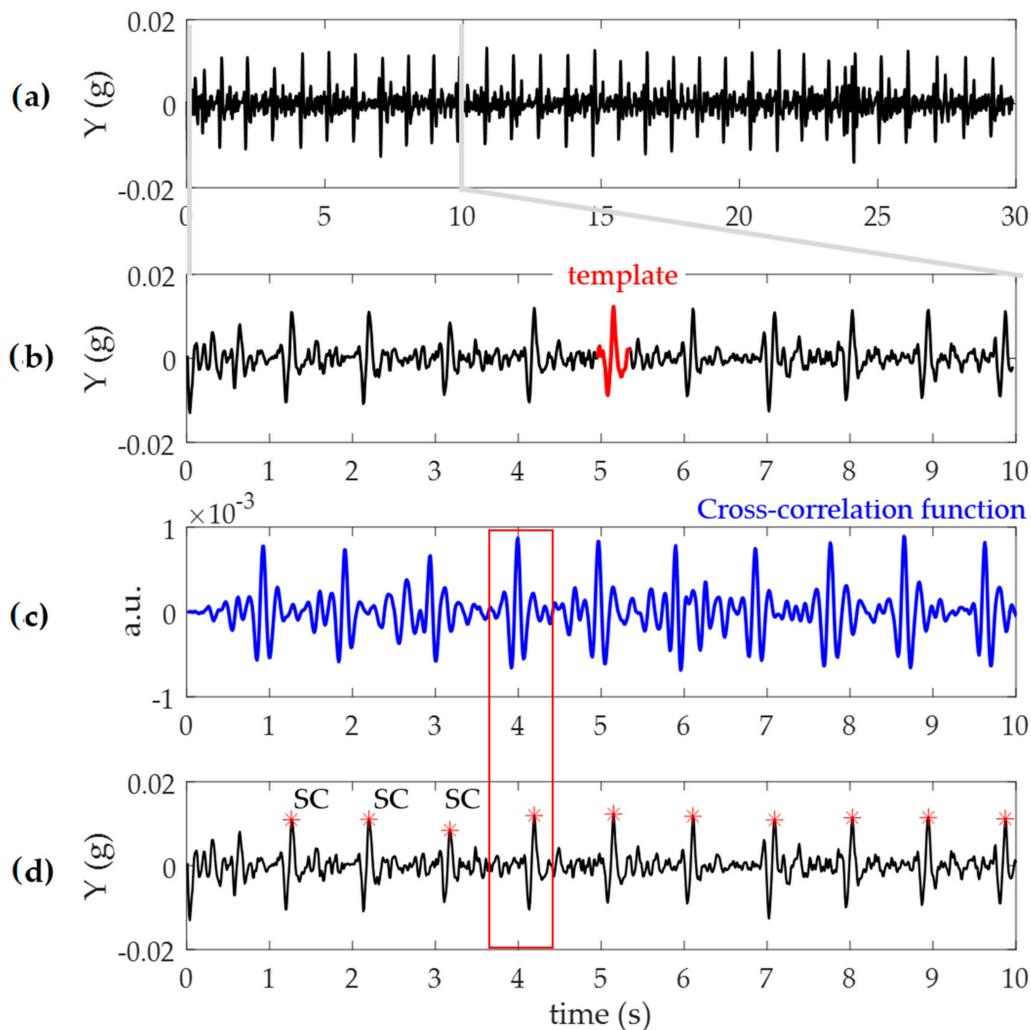 (a)
Y (g)
0.02
0
-0.02
0 5 10 15 20 25 30
(b)
Y (g)
0.02
0
-0.02
template
0 1 2 3 4 5 6 7 8 9 10
(c)
a.u.
1 ×10-3
0
-1
Cross-correlation function
0 1 2 3 4 5 6 7 8 9 10
(d)
Y (g)
0.02
0
-0.02
SC SC SC
0 1 2 3 4 5 6 7 8 9 10
time (s)